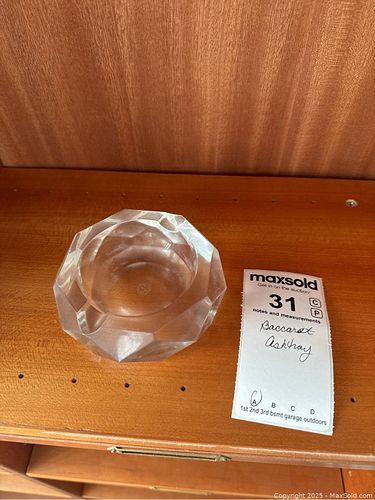 maxsold
Get in on the auction!
31 C
P
notes and measurements
Baccarat
ashtray
A B C D
1st 2nd 3rd bsmt garage outdoors
Copyright 2025 - MaxSold.com